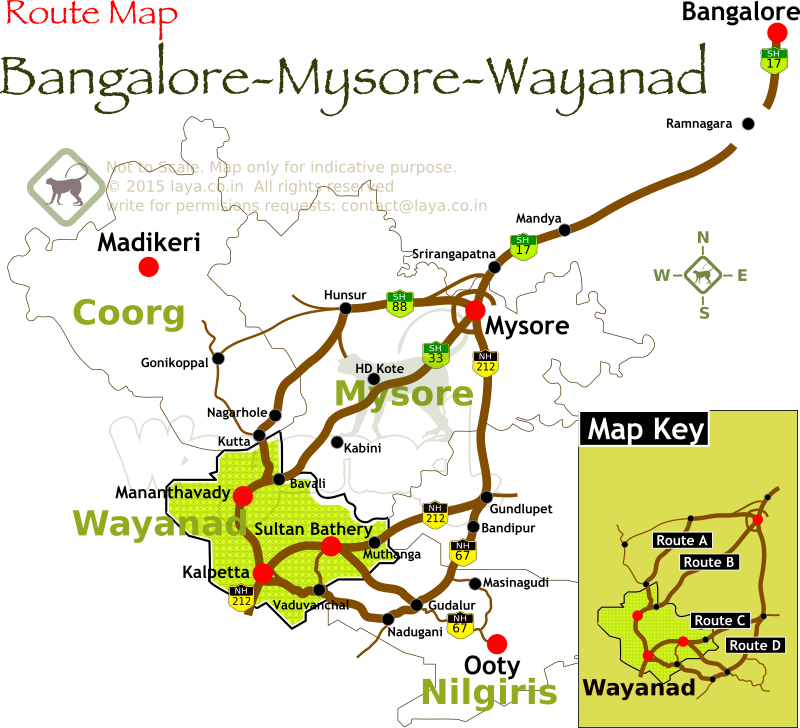 Route Map
Bangalore
Bangalore-Mysore-Wayanad
SH
17
Ramnagara
Not to Scale. Map only for indicative purpose.
© 2015 laya.co.in All rights reserved
write for permissions requests: contact@laya.co.in
Mandya
SH
17
Madikeri
Srirangapatna
N
W
E
S
Coorg
Hunsur
SH
88
Mysore
SH
33
NH
212
Gonikoppal
HD Kote
Mysore
Nagarhole
Kutta
Kabini
Map Key
Bavali
Mananthavady
Gundlupet
NH
212
Wayanad
Sultan Bathery
Bandipur
Muthanga
NH
67
Route A
Route B
Kalpetta
Masinagudi
NH
212
Vaduvanchal
Gudalur
Route C
NH
67
Nadugani
Route D
Ooty
Nilgiris
Wayanad